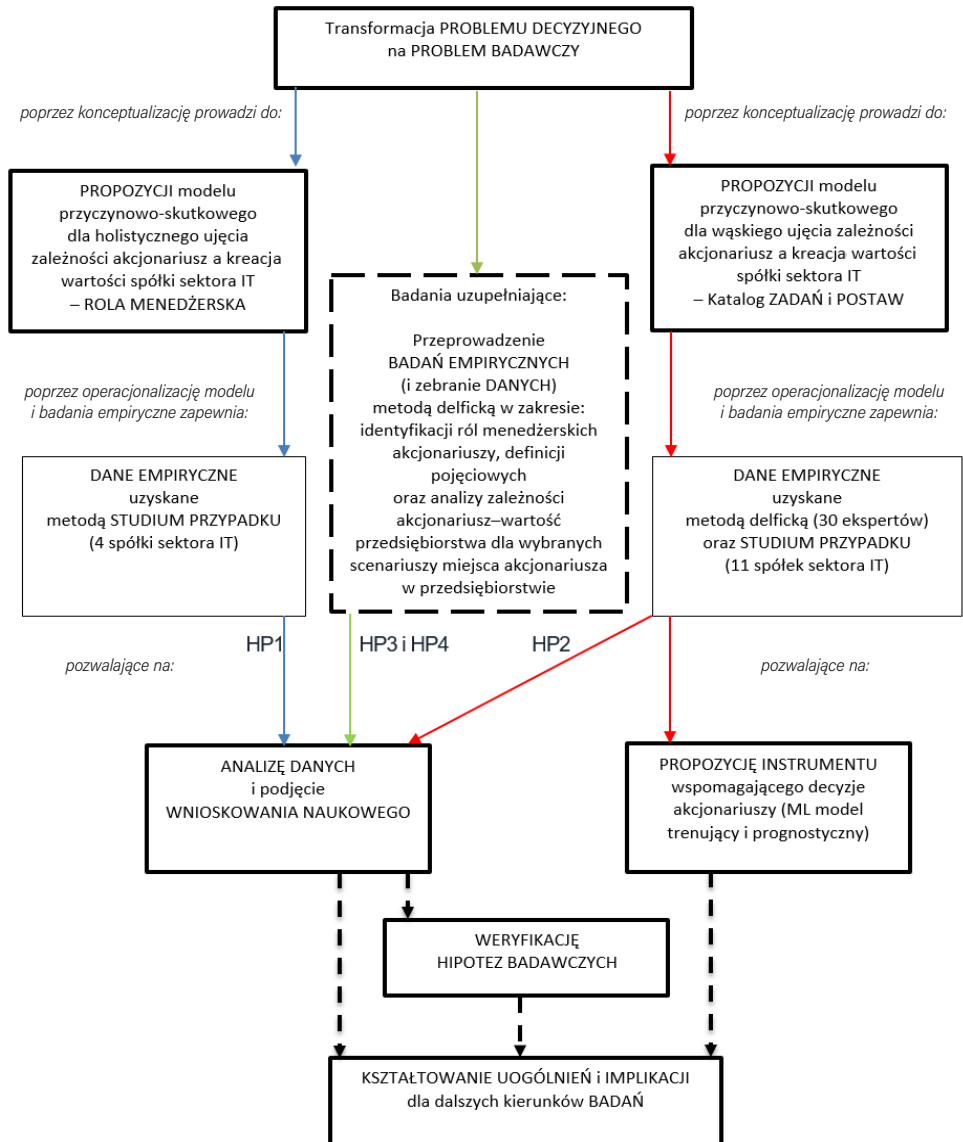 Transformacja PROBLEMU DECYZYJNEGO
na PROBLEM BADAWCZY
poprzez konceptualizację prowadzi do:
poprzez konceptualizację prowadzi do:
PROPOZYCJI modelu
przyczynowo-skutkowego
dla holistycznego ujęcia
zależności akcjonariusz a kreacja
wartości spółki sektora IT
– ROLA MENEDŻERSKA
PROPOZYCJI modelu
przyczynowo-skutkowego
dla wąskiego ujęcia zależności
akcjonariusz a kreacja wartości
spółki sektora IT
– Katalog ZADAŃ i POSTAW
Badania uzupełniające:
Przeprowadzenie
BADAŃ EMPIRYCZNYCH
(i zebranie DANYCH)
metodą delficką w zakresie:
identyfikacji ról menedżerskich
akcjonariuszy, definicji
pojęciowych
oraz analizy zależności
akcjonariusz–wartość
przedsiębiorstwa dla wybranych
scenariuszy miejsca akcjonariusza
w przedsiębiorstwie
poprzez operacjonalizację modelu
i badania empiryczne zapewnia:
poprzez operacjonalizację modelu
i badania empiryczne zapewnia:
DANE EMPIRYCZNE
uzyskane
metodą STUDIUM PRZYPADKU
(4 spółki sektora IT)
DANE EMPIRYCZNE
uzyskane
metodą delficką (30 ekspertów)
oraz STUDIUM PRZYPADKU
(11 spółek sektora IT)
HP1
HP3 i HP4
HP2
pozwalające na:
pozwalające na:
ANALIZĘ DANYCH
i podjęcie
WNIOSKOWANIA NAUKOWEGO
PROPOZYCJĘ INSTRUMENTU
wspomagającego decyzje
akcjonariuszy (ML model
trenujący i prognostyczny)
WERYFIKACJĘ
HIPOTEZ BADAWCZYCH
KSZTAŁTOWANIE UOGÓLNIEŃ i IMPLIKACJI
dla dalszych kierunków BADAŃ